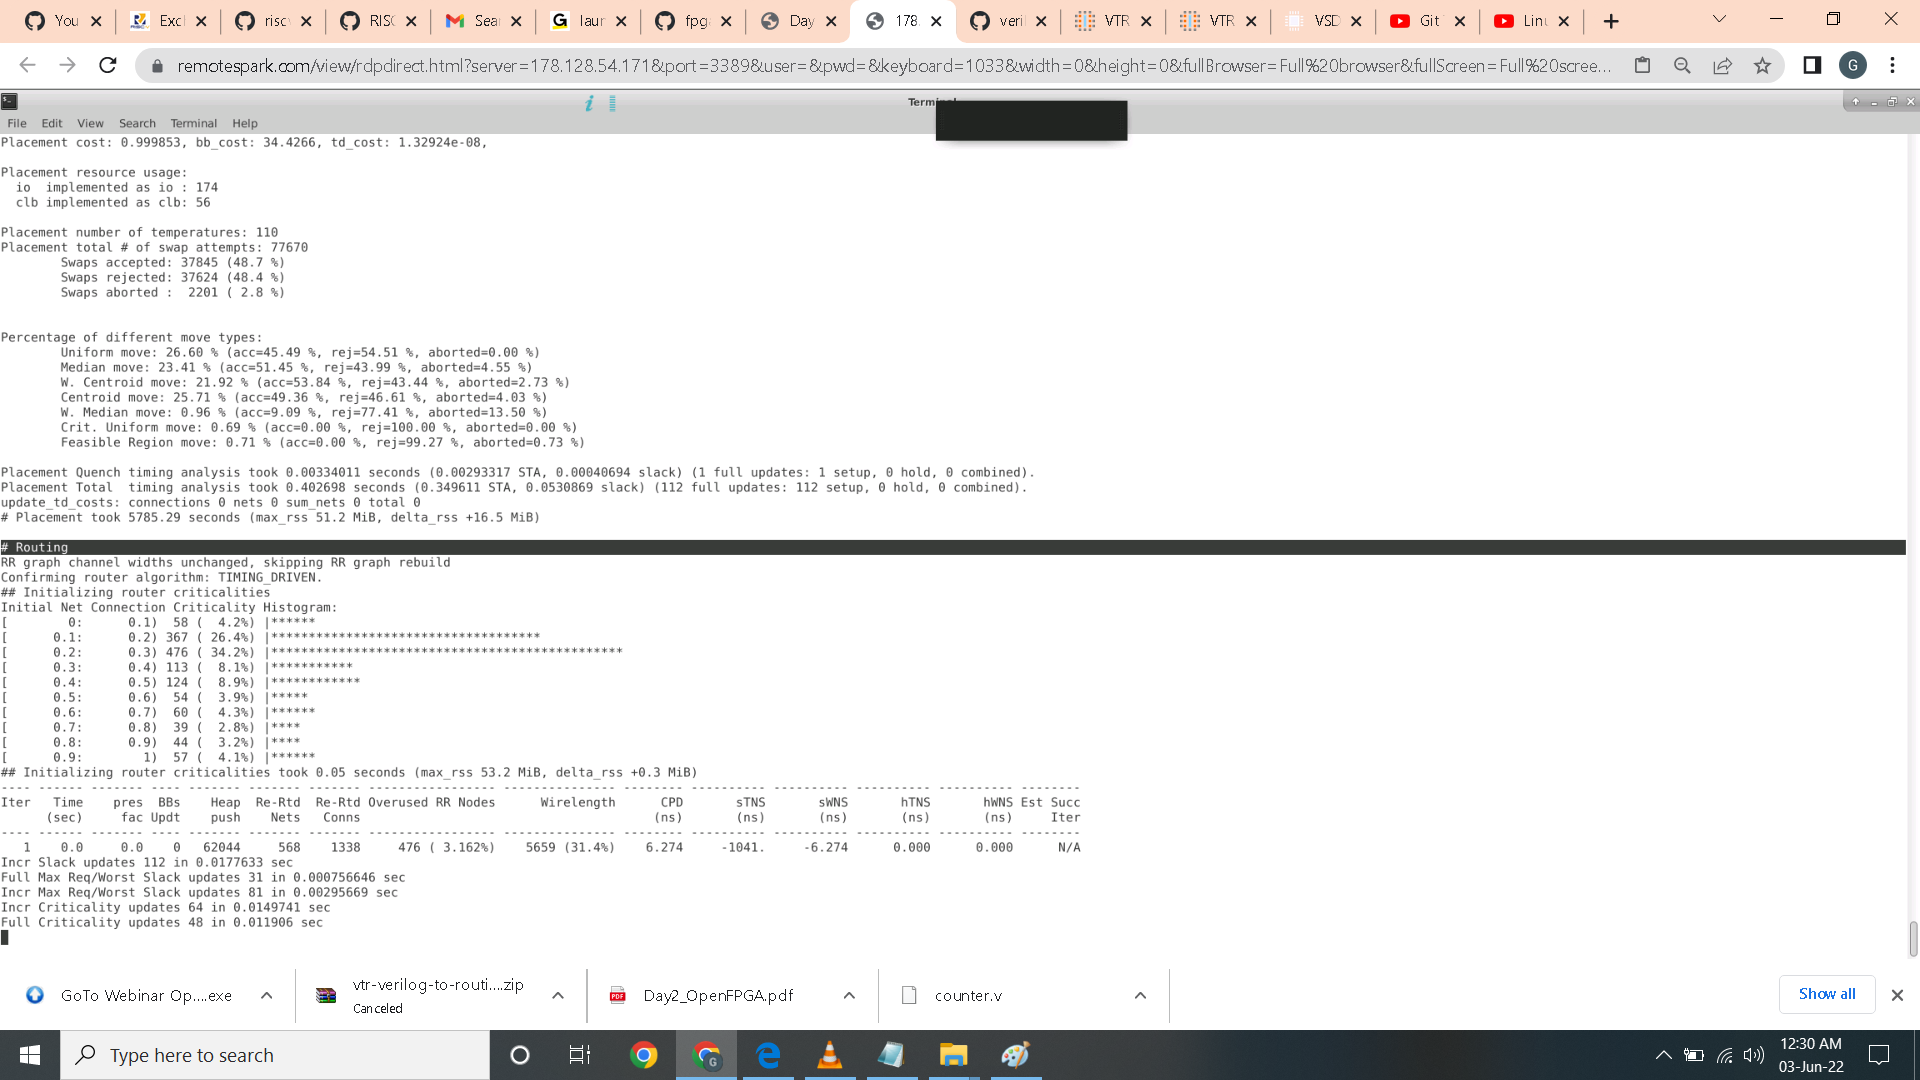 You
Excl
riscv
RISC
Sear
G laun
fpga
Day
178.
veril
VTR
VTR
VSD
Git
Linu
remotespark.com/view/rdpdirect.html?server=178.128.54.171&port=3389&user=&pwd=&keyboard=1033&width=0&height=0&fullBrowser=Full%20browser&fullScreen=Full%20scree...
G
i
File Edit View Search Terminal Help
Placement cost: 0.999853, bb_cost: 34.4266, td_cost: 1.32924e-08,
Placement resource usage:
io implemented as io : 174
clb implemented as clb: 56
Placement number of temperatures: 110
Placement total # of swap attempts: 77670
Swaps accepted: 37845 (48.7 %)
Swaps rejected: 37624 (48.4 %)
Swaps aborted : 2201 ( 2.8 %)
Percentage of different move types:
Uniform move: 26.60 % (acc=45.49 %, rej=54.51 %, aborted=0.00 %)
Median move: 23.41 % (acc=51.45 %, rej=43.99 %, aborted=4.55 %)
W. Centroid move: 21.92 % (acc=53.84 %, rej=43.44 %, aborted=2.73 %)
Centroid move: 25.71 % (acc=49.36 %, rej=46.61 %, aborted=4.03 %)
W. Median move: 0.96 % (acc=9.09 %, rej=77.41 %, aborted=13.50 %)
Crit. Uniform move: 0.69 % (acc=0.00 %, rej=100.00 %, aborted=0.00 %)
Feasible Region move: 0.71 % (acc=0.00 %, rej=99.27 %, aborted=0.73 %)
Placement Quench timing analysis took 0.00334011 seconds (0.00293317 STA, 0.00040694 slack) (1 full updates: 1 setup, 0 hold, 0 combined).
Placement Total timing analysis took 0.402698 seconds (0.349611 STA, 0.0530869 slack) (112 full updates: 112 setup, 0 hold, 0 combined).
update_td_costs: connections 0 nets 0 sum_nets 0 total 0
# Placement took 5785.29 seconds (max_rss 51.2 MiB, delta_rss +16.5 MiB)
# Routing
RR graph channel widths unchanged, skipping RR graph rebuild
Confirming router algorithm: TIMING_DRIVEN.
## Initializing router criticalities
Initial Net Connection Criticality Histogram:
[ 0: 0.1) 58 ( 4.2%) |******
[ 0.1: 0.2) 367 ( 26.4%) |************************************
[ 0.2: 0.3) 476 ( 34.2%) |***********************************************
[ 0.3: 0.4) 113 ( 8.1%) |***********
[ 0.4: 0.5) 124 ( 8.9%) |************
[ 0.5: 0.6) 54 ( 3.9%) |*****
[ 0.6: 0.7) 60 ( 4.3%) |******
[ 0.7: 0.8) 39 ( 2.8%) |****
[ 0.8: 0.9) 44 ( 3.2%) |****
[ 0.9: 1) 57 ( 4.1%) |******
## Initializing router criticalities took 0.05 seconds (max_rss 53.2 MiB, delta_rss +0.3 MiB)
---- ------ ------- ---- ------- ------- ------- ----------------- --------------- -------- ---------- ---------- ---------- ---------- --------
Iter Time pres BBs Heap Re-Rtd Re-Rtd Overused RR Nodes Wirelength CPD sTNS sWNS hTNS hWNS Est Succ
(sec) fac Updt push Nets Conns (ns) (ns) (ns) (ns) (ns) Iter
---- ------ ------- ---- ------- ------- ------- ----------------- --------------- -------- ---------- ---------- ---------- ---------- --------
1 0.0 0.0 0 62044 568 1338 476 ( 3.162%) 5659 (31.4%) 6.274 -1041. -6.274 0.000 0.000 N/A
Incr Slack updates 112 in 0.0177633 sec
Full Max Req/Worst Slack updates 31 in 0.000756646 sec
Incr Max Req/Worst Slack updates 81 in 0.00295669 sec
Incr Criticality updates 64 in 0.0149741 sec
Full Criticality updates 48 in 0.011906 sec
GoTo Webinar Op....exe
vtr-verilog-to-routi....zip
Canceled
PDF
Day2_OpenFPGA.pdf
counter.v
Show all
Type here to search
G
12:30 AM
03-Jun-22